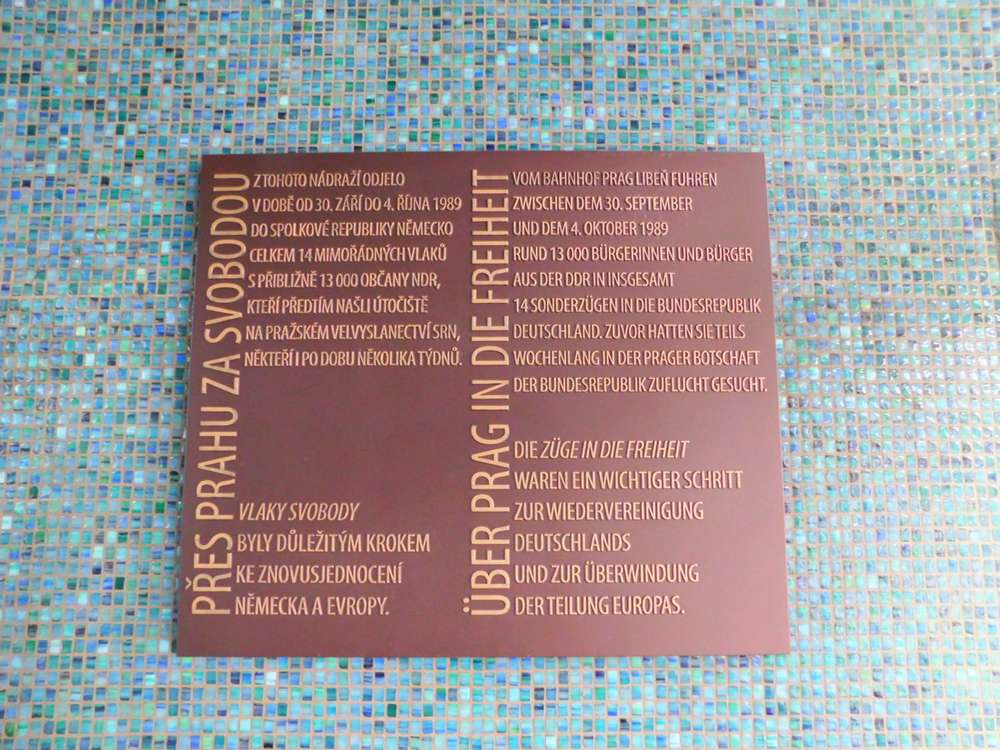 PŘES PRAHU ZA SVOBODOU
Z TOHOTO NÁDRAŽÍ ODJELO
V DOBĚ OD 30. ZÁŘÍ DO 4. ŘÍJNA 1989
DO SPOLKOVÉ REPUBLIKY NĚMECKO
CELKEM 14 MIMOŘÁDNÝCH VLAKŮ
S PŘIBLIŽNĚ 13 000 OBČANY NDR,
KTEŘÍ PŘEDTÍM NAŠLI ÚTOČIŠTĚ
NA PRAŽSKÉM VELVYSLANECTVÍ SRN,
NĚKTEŘÍ I PO DOBU NĚKOLIKA TÝDNŮ.
VLAKY SVOBODY
BYLY DŮLEŽITÝM KROKEM
KE ZNOVUSJEDNOCENÍ
NĚMECKA A EVROPY.
ÜBER PRAG IN DIE FREIHEIT
VOM BAHNHOF PRAG LIBEŇ FUHREN
ZWISCHEN DEM 30. SEPTEMBER
UND DEM 4. OKTOBER 1989
RUND 13 000 BÜRGERINNEN UND BÜRGER
AUS DER DDR IN INSGESAMT
14 SONDERZÜGEN IN DIE BUNDESREPUBLIK
DEUTSCHLAND. ZUVOR HATTEN SIE TEILS
WOCHENLANG IN DER PRAGER BOTSCHAFT
DER BUNDESREPUBLIK ZUFLUCHT GESUCHT.
DIE ZÜGE IN DIE FREIHEIT
WAREN EIN WICHTIGER SCHRITT
ZUR WIEDERVEREINIGUNG
DEUTSCHLANDS
UND ZUR ÜBERWINDUNG
DER TEILUNG EUROPAS.